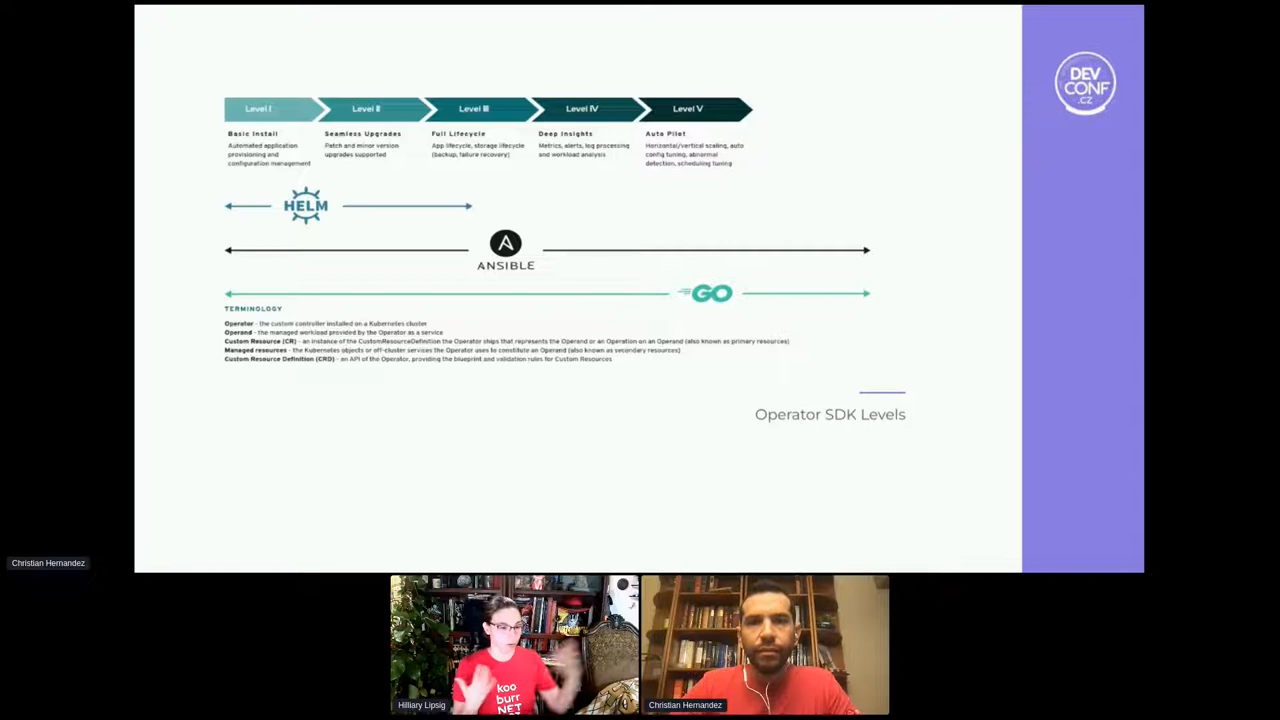 DEV
CONF
.CZ
Level I
Level II
Level III
Level IV
Level V
Basic Install
Automated application
provisioning and
configuration management
Seamless Upgrades
Patch and minor version
upgrades supported
Full Lifecycle
App lifecycle, storage lifecycle
(backup, failure recovery)
Deep Insights
Metrics, alerts, log processing
and workload analysis
Auto Pilot
Horizontal/vertical scaling, auto
config tuning, abnormal
detection, scheduling tuning
HELM
ANSIBLE
GO
TERMINOLOGY
Operator - the custom controller installed on a Kubernetes cluster
Operand - the managed workload provided by the Operator as a service
Custom Resource (CR) - an instance of the CustomResourceDefinition the Operator ships that represents the Operand or an Operation on an Operand (also known as primary resources)
Managed resources - the Kubernetes objects or off-cluster services the Operator uses to constitute an Operand (also known as secondary resources)
Custom Resource Definition (CRD) - an API of the Operator, providing the blueprint and validation rules for Custom Resources
Operator SDK Levels
Christian Hernandez
koo
burr
NET
Hilliary Lipsig
Christian Hernandez